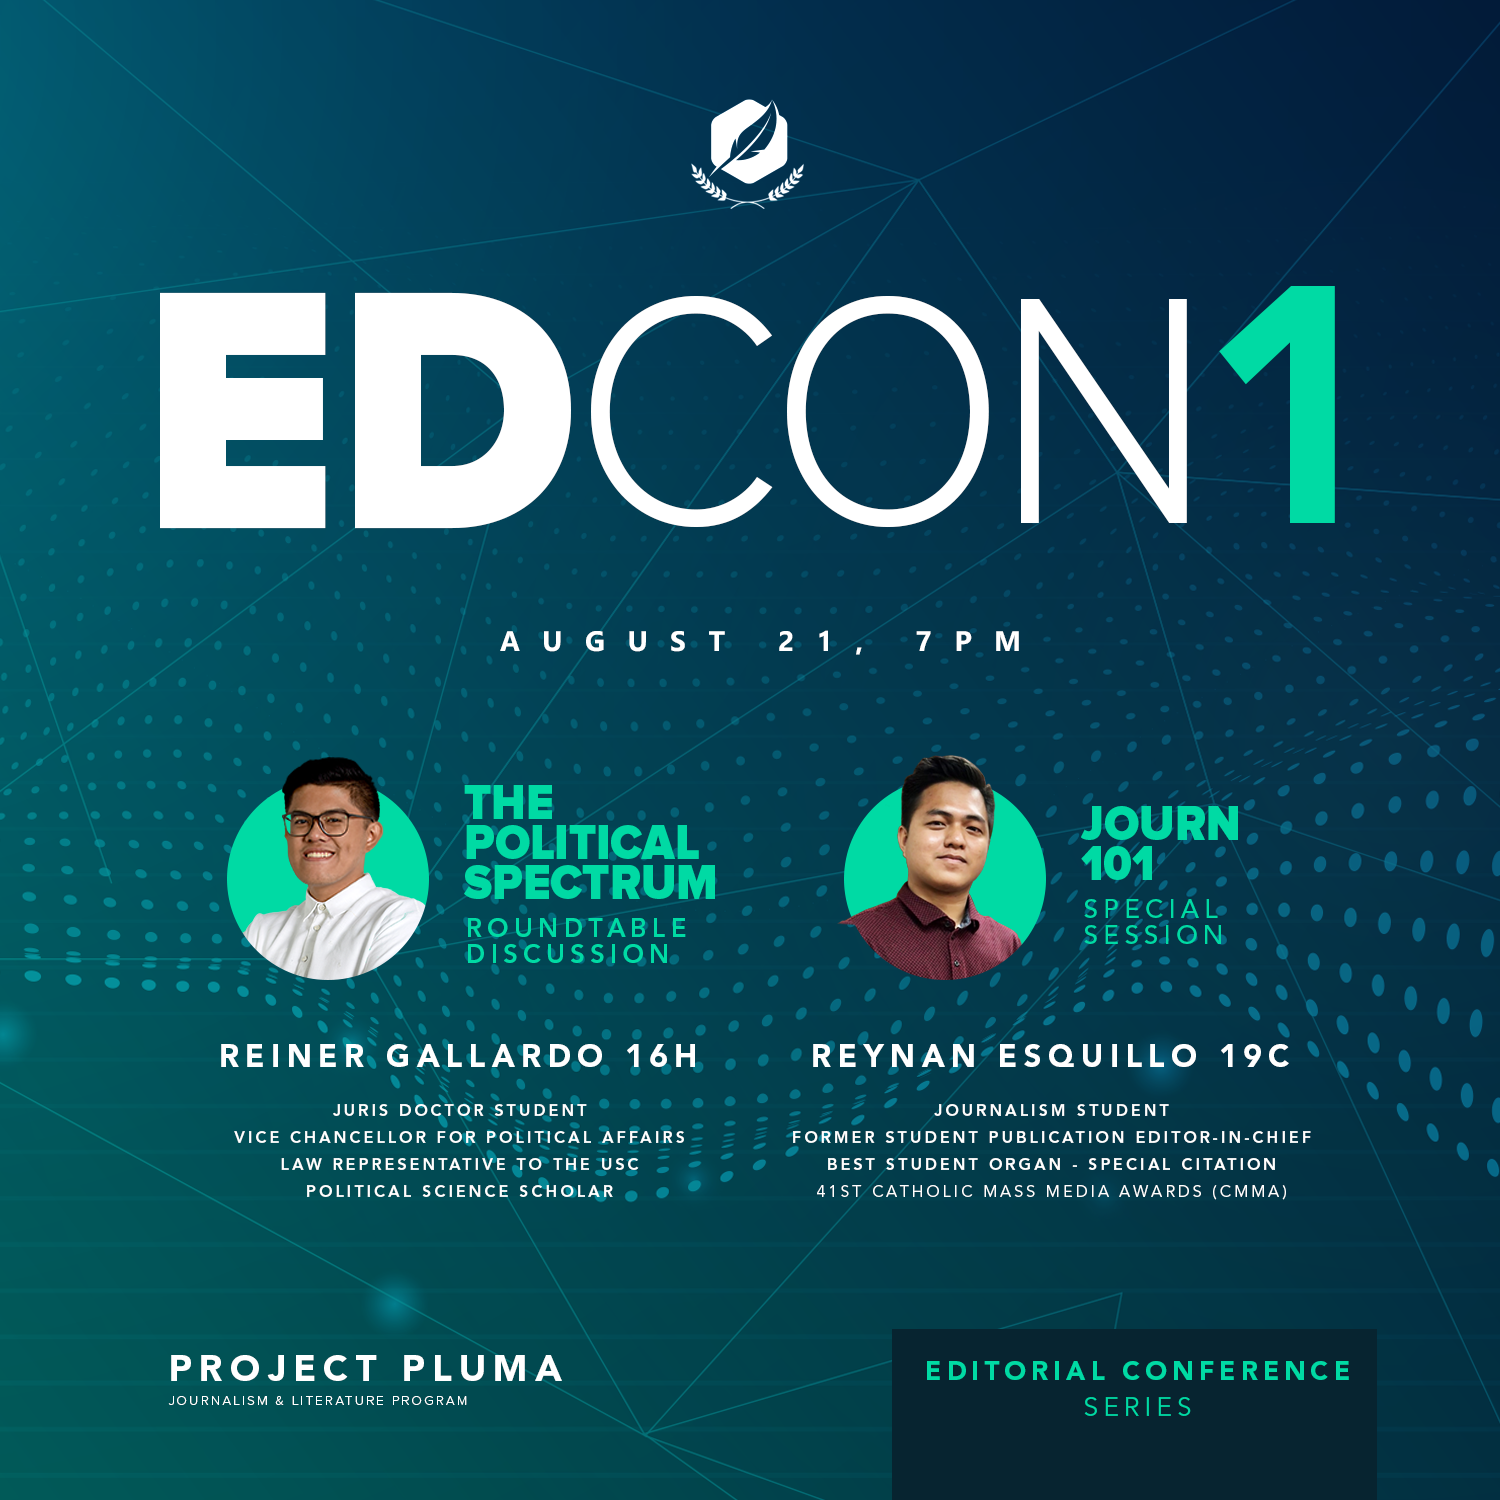 EDCON1
AUGUST 21, 7PM
THE
POLITICAL
SPECTRUM
ROUNDTABLE
DISCUSSION
JOURN
101
SPECIAL
SESSION
REINER GALLARDO 16H
JURIS DOCTOR STUDENT
VICE CHANCELLOR FOR POLITICAL AFFAIRS
LAW REPRESENTATIVE TO THE USC
POLITICAL SCIENCE SCHOLAR
REYNAN ESQUILLO 19C
JOURNALISM STUDENT
FORMER STUDENT PUBLICATION EDITOR-IN-CHIEF
BEST STUDENT ORGAN - SPECIAL CITATION
41ST CATHOLIC MASS MEDIA AWARDS (CMMA)
PROJECT PLUMA
JOURNALISM & LITERATURE PROGRAM
EDITORIAL CONFERENCE
SERIES